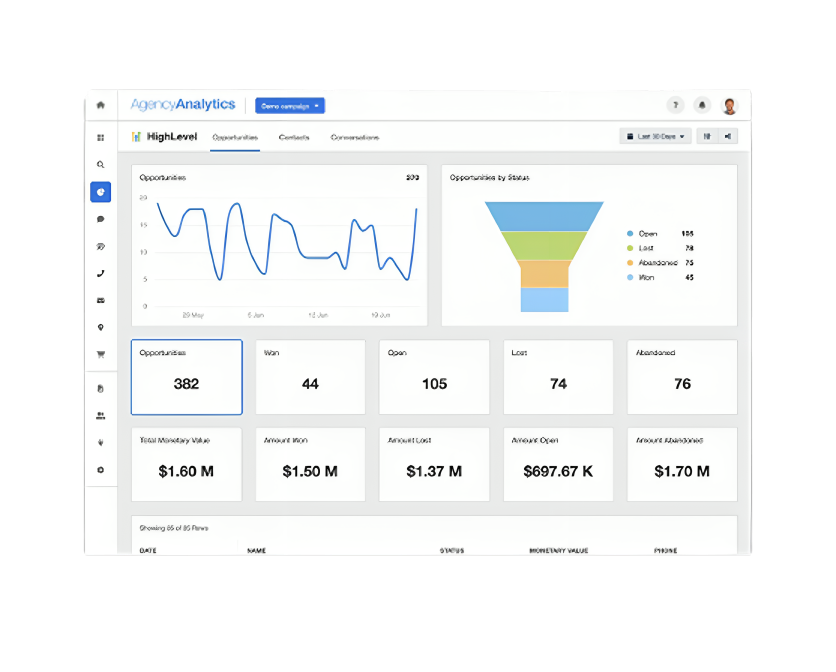 AgencyAnalytics
Demo campaign
?
HighLevel
Opportunities
Contacts
Conversations
Last 30 Days
Opportunities
20
15
10
5
0
29 May
5 Jun
12 Jun
19 Jun
Opportunities by Status
Open
Lost
78
Abandoned
75
Won
45
Opportunities
382
Won
44
Open
105
Lost
74
Abandoned
76
Total Monetary Value
$1.60 M
Amount Won
$1.50 M
Amount Lost
$1.37 M
Amount Open
$697.67 K
Amount Abandoned
$1.70 M
Showing 85 of 85 Rows
DATE
NAME
STATUS
MONETARY VALUE
PHONE